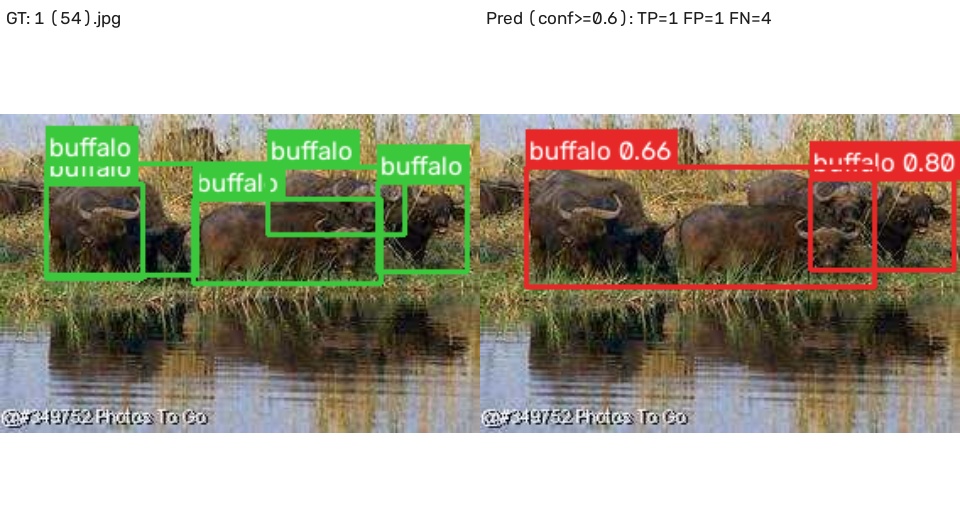 GT: 1 (54).jpg
Pred (conf>=0.6): TP=1 FP=1 FN=4
buffalo
buffalo
buffalo
buffalo
buffalo
buffalo 0.66
buffalo 0.80
@#349752 Photos To Go
@#349752 Photos To Go